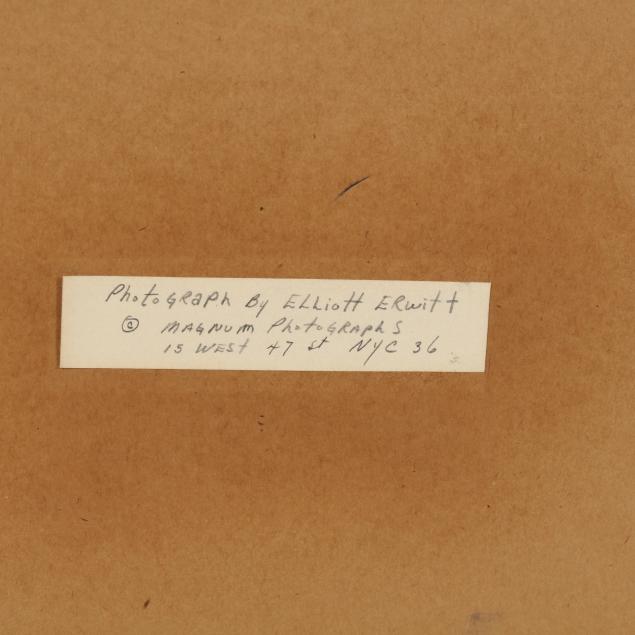 Photograph By Elliott Erwitt
© Magnum Photographs
15 West 47 st NYC 36